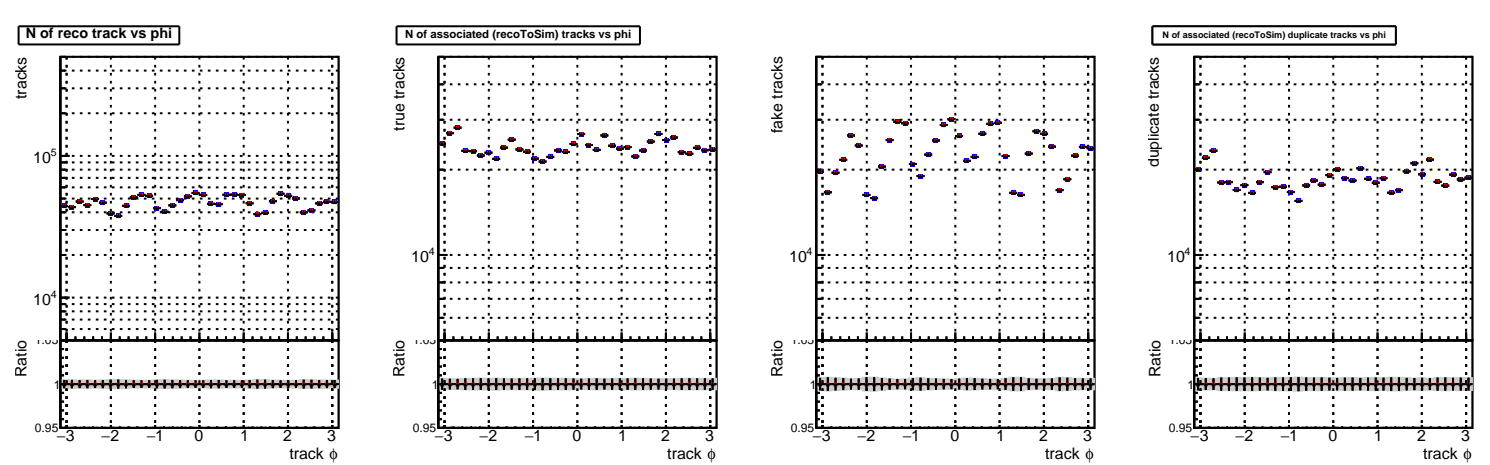 N of reco track vs phi
tracks
10^5
10^4
Ratio
1
0.95
−3 −2 −1 0 1 2 3
track ϕ
N of associated (recoToSim) tracks vs phi
true tracks
10^4
Ratio
1
0.95
−3 −2 −1 0 1 2 3
track ϕ
fake tracks
10^4
Ratio
1
0.95
−3 −2 −1 0 1 2 3
track ϕ
N of associated (recoToSim) duplicate tracks vs phi
duplicate tracks
10^4
Ratio
1
0.95
−3 −2 −1 0 1 2 3
track ϕ